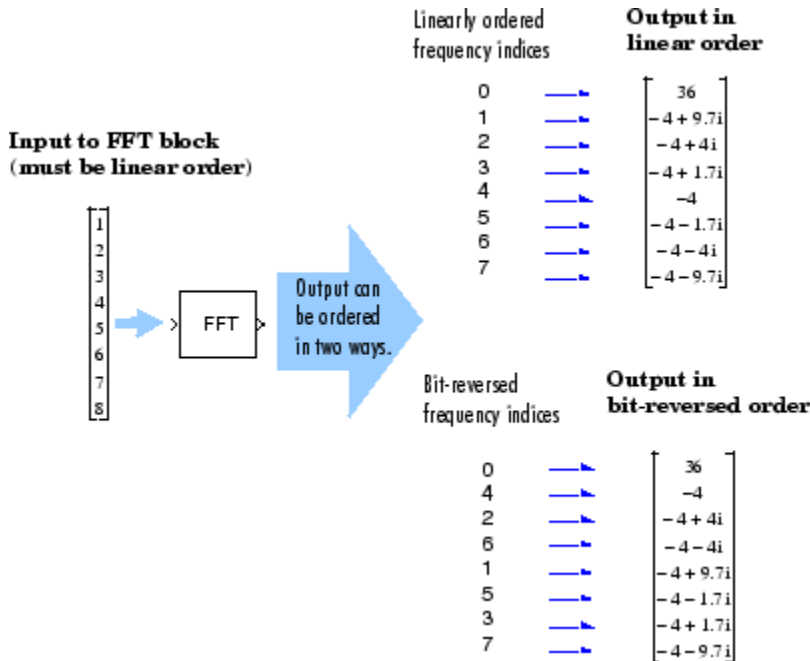 Input to FFT block
(must be linear order)
1
2
3
4
5
6
7
8
FFT
Output can
be ordered
in two ways.
Linearly ordered
frequency indices
0
1
2
3
4
5
6
7
Output in
linear order
36
−4 + 9.7i
−4 + 4i
−4 + 1.7i
−4
−4 − 1.7i
−4 − 4i
−4 − 9.7i
Bit-reversed
frequency indices
0
4
2
6
1
5
3
7
Output in
bit-reversed order
36
−4
−4 + 4i
−4 − 4i
−4 + 9.7i
−4 − 1.7i
−4 + 1.7i
−4 − 9.7i